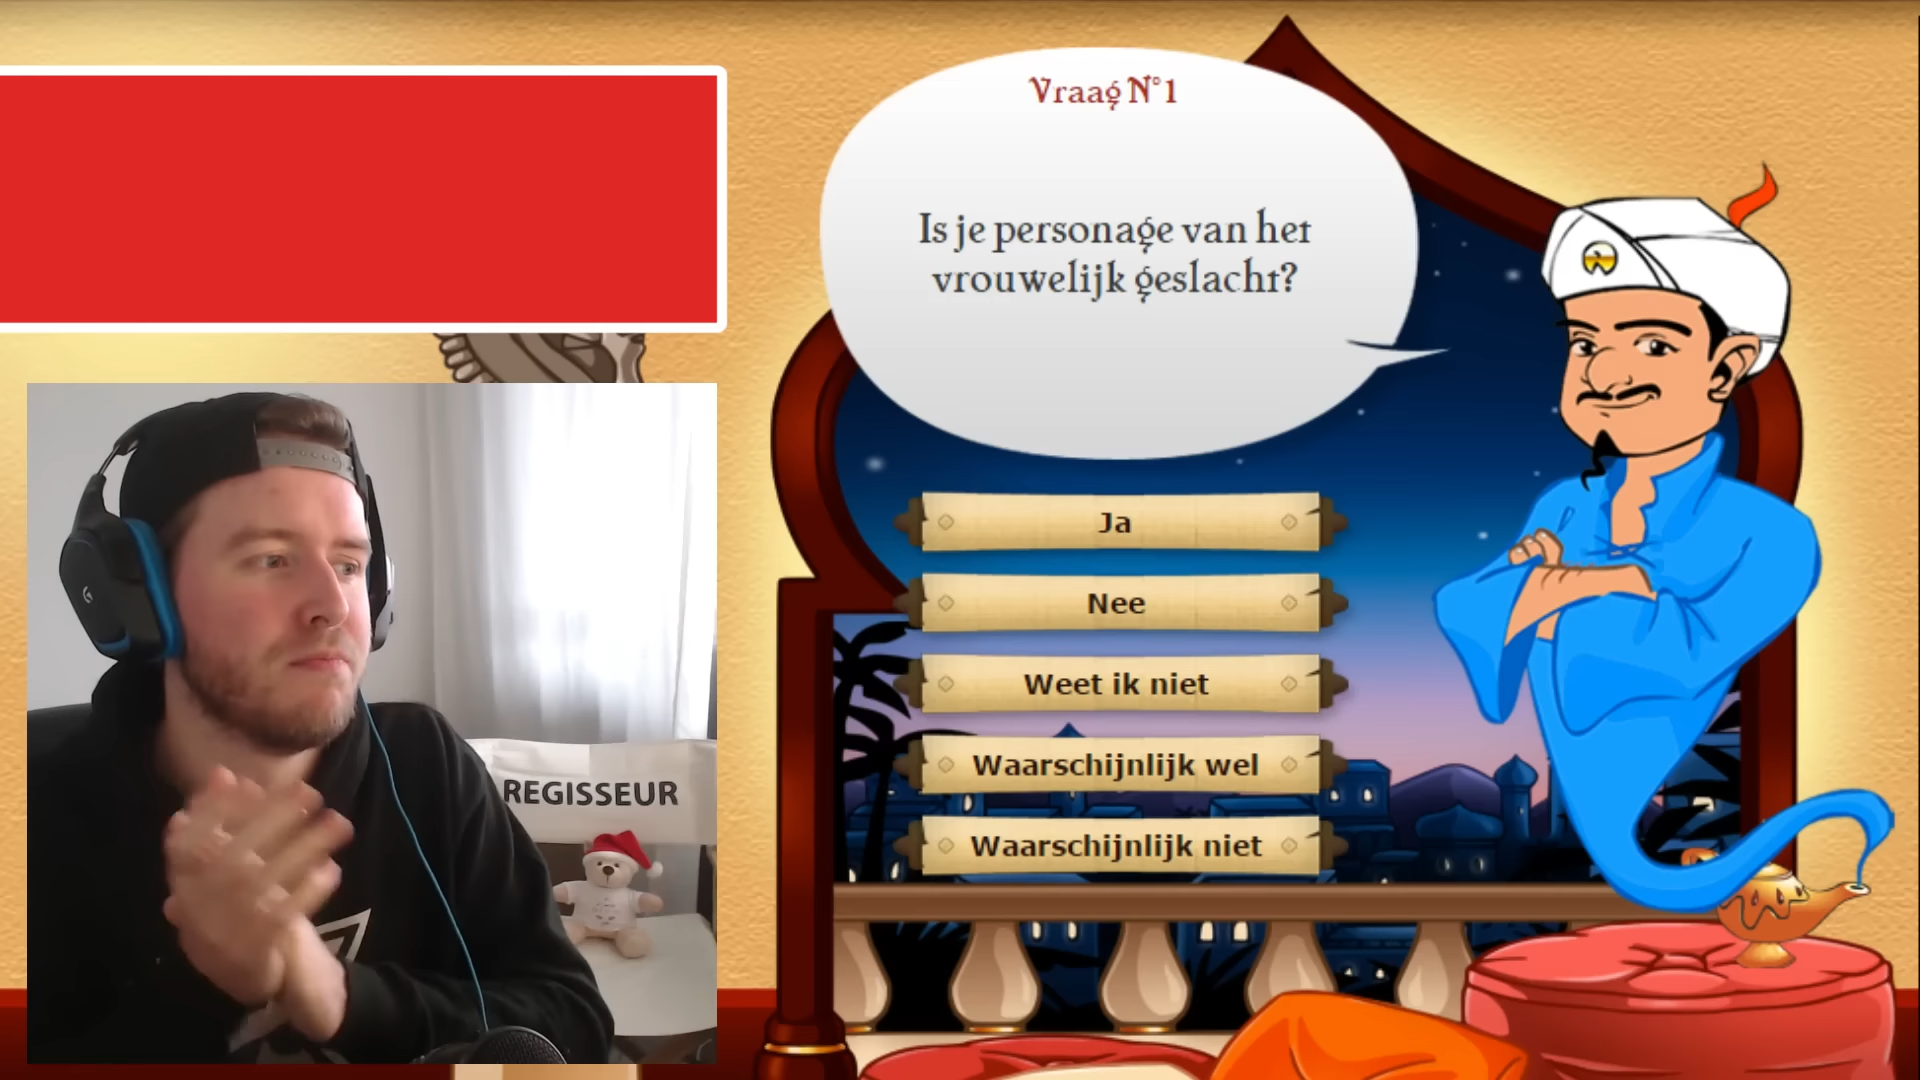 Vraag N°1
Is je personage van het
vrouwelijk geslacht?
Ja
Nee
Weet ik niet
Waarschijnlijk wel
Waarschijnlijk niet
REGISSEUR